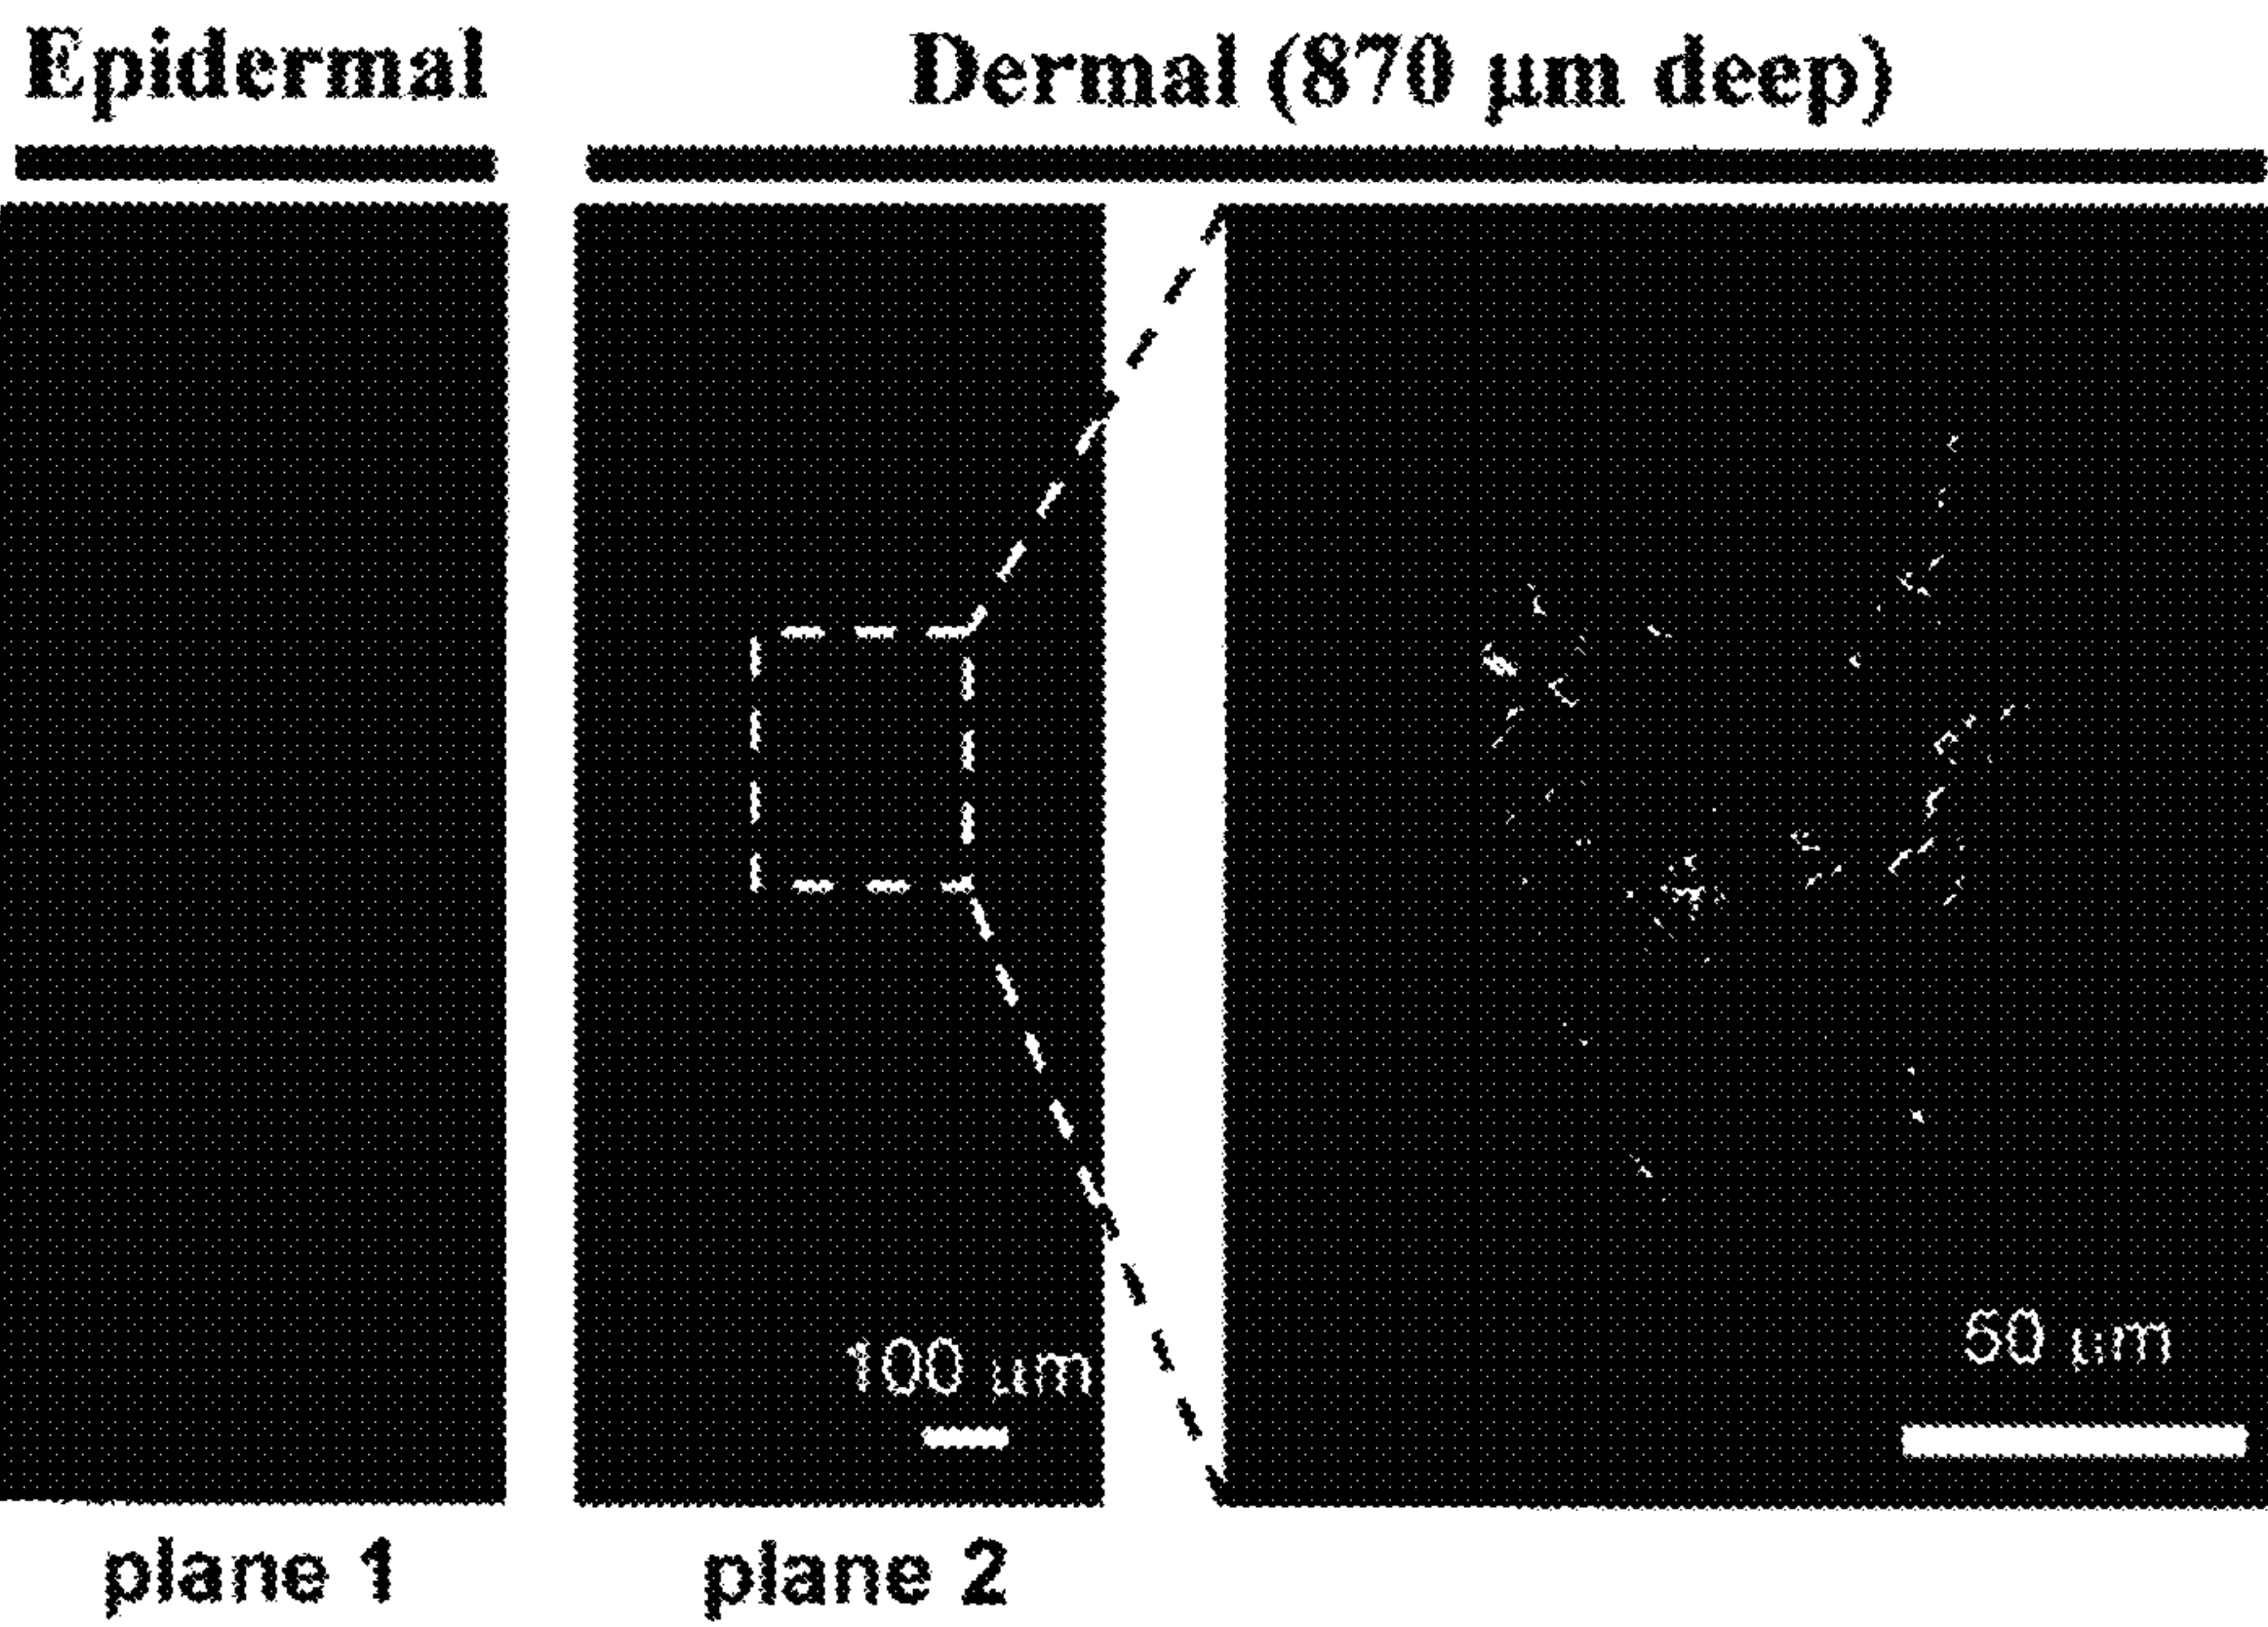 Epidermal
Dermal (870 μm deep)
100 μm
50 μm
plane 1
plane 2